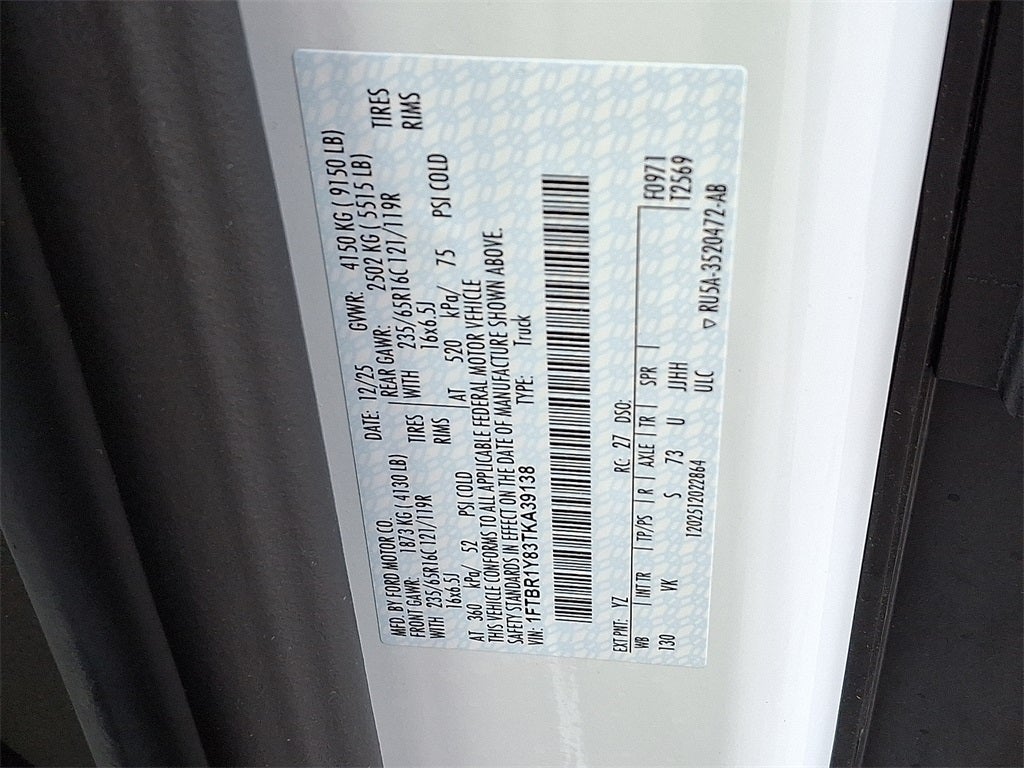 MFD. BY FORD MOTOR CO.
DATE: 12/25 GVWR: 4150 KG ( 9150 LB)
FRONT GAWR: 1873 KG ( 4130 LB) REAR GAWR: 2502 KG ( 5515 LB)
WITH 235/65R16C 121/119R TIRES WITH 235/65R16C 121/119R TIRES
16x6.5J RIMS 16x6.5J RIMS
AT 360 kPa/ 52 PSI COLD AT 520 kPa/ 75 PSI COLD
THIS VEHICLE CONFORMS TO ALL APPLICABLE FEDERAL MOTOR VEHICLE
SAFETY STANDARDS IN EFFECT ON THE DATE OF MANUFACTURE SHOWN ABOVE.
VIN: 1FTBR1Y83TKA39138 TYPE: Truck
EXT PNT: YZ RC: 27 DSO: F0971
WB INT TR TP/PS R AXLE TR SPR T2569
130 VK S 73 U JJHH
1202512022864 ULC ▽ RU5A-3520472-AB